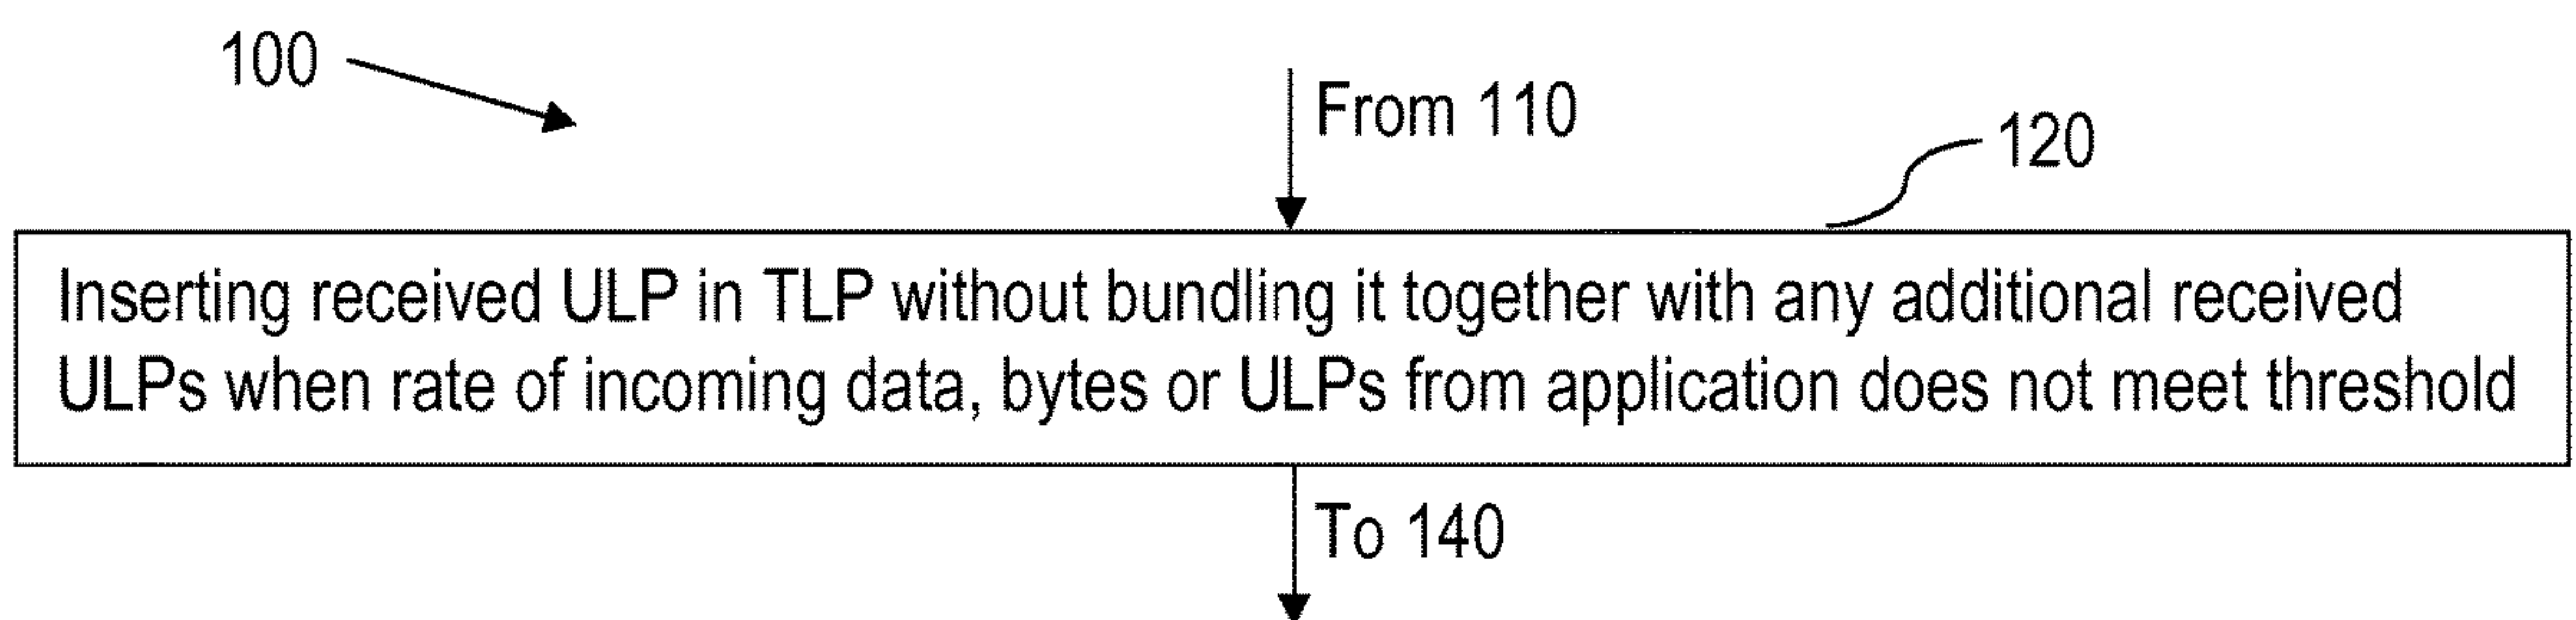 100
From 110
120
Inserting received ULP in TLP without bundling it together with any additional received
ULPs when rate of incoming data, bytes or ULPs from application does not meet threshold
To 140